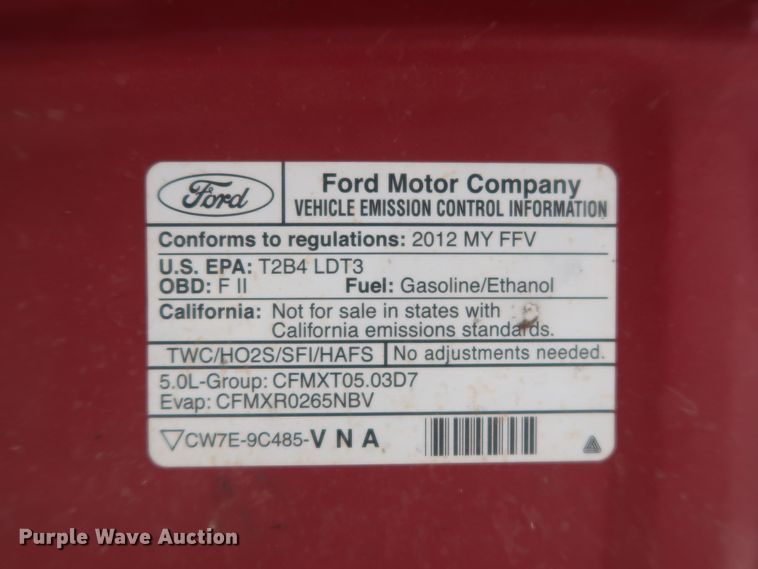 Ford
Ford Motor Company
VEHICLE EMISSION CONTROL INFORMATION
Conforms to regulations: 2012 MY FFV
U.S. EPA: T2B4 LDT3
OBD: F II Fuel: Gasoline/Ethanol
California: Not for sale in states with
California emissions standards.
TWC/HO2S/SFI/HAFS No adjustments needed.
5.0L-Group: CFMXT05.03D7
Evap: CFMXR0265NBV
CW7E-9C485-VNA
Purple Wave Auction